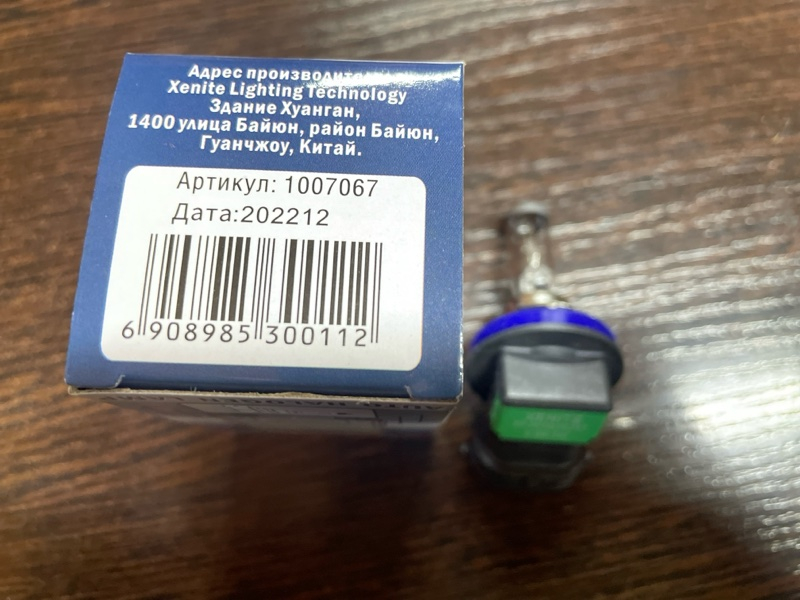 Адрес производителя
Xenite Lighting Technology
Здание Хуанган,
1400 улица Байюн, район Байюн,
Гуанчжоу, Китай.
Артикул: 1007067
Дата:202212
6 908985 300112